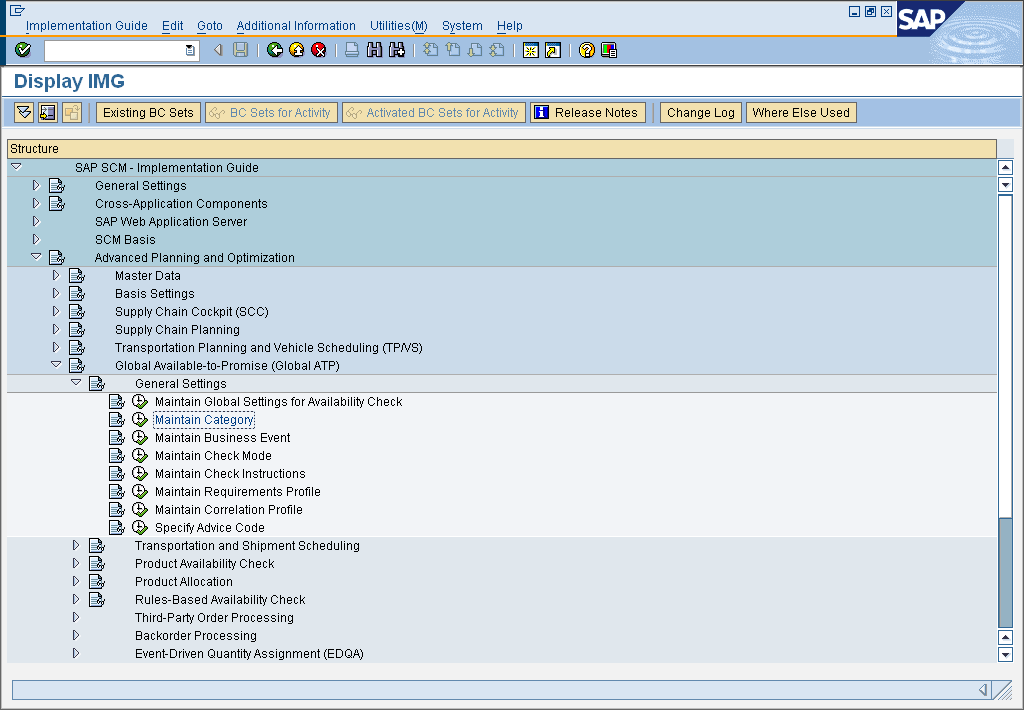 Implementation Guide Edit Goto Additional Information Utilities(M) System Help
SAP
Display IMG
Existing BC Sets BC Sets for Activity Activated BC Sets for Activity Release Notes Change Log Where Else Used
Structure
SAP SCM - Implementation Guide
General Settings
Cross-Application Components
SAP Web Application Server
SCM Basis
Advanced Planning and Optimization
Master Data
Basis Settings
Supply Chain Cockpit (SCC)
Supply Chain Planning
Transportation Planning and Vehicle Scheduling (TP/VS)
Global Available-to-Promise (Global ATP)
General Settings
Maintain Global Settings for Availability Check
Maintain Category
Maintain Business Event
Maintain Check Mode
Maintain Check Instructions
Maintain Requirements Profile
Maintain Correlation Profile
Specify Advice Code
Transportation and Shipment Scheduling
Product Availability Check
Product Allocation
Rules-Based Availability Check
Third-Party Order Processing
Backorder Processing
Event-Driven Quantity Assignment (EDQA)